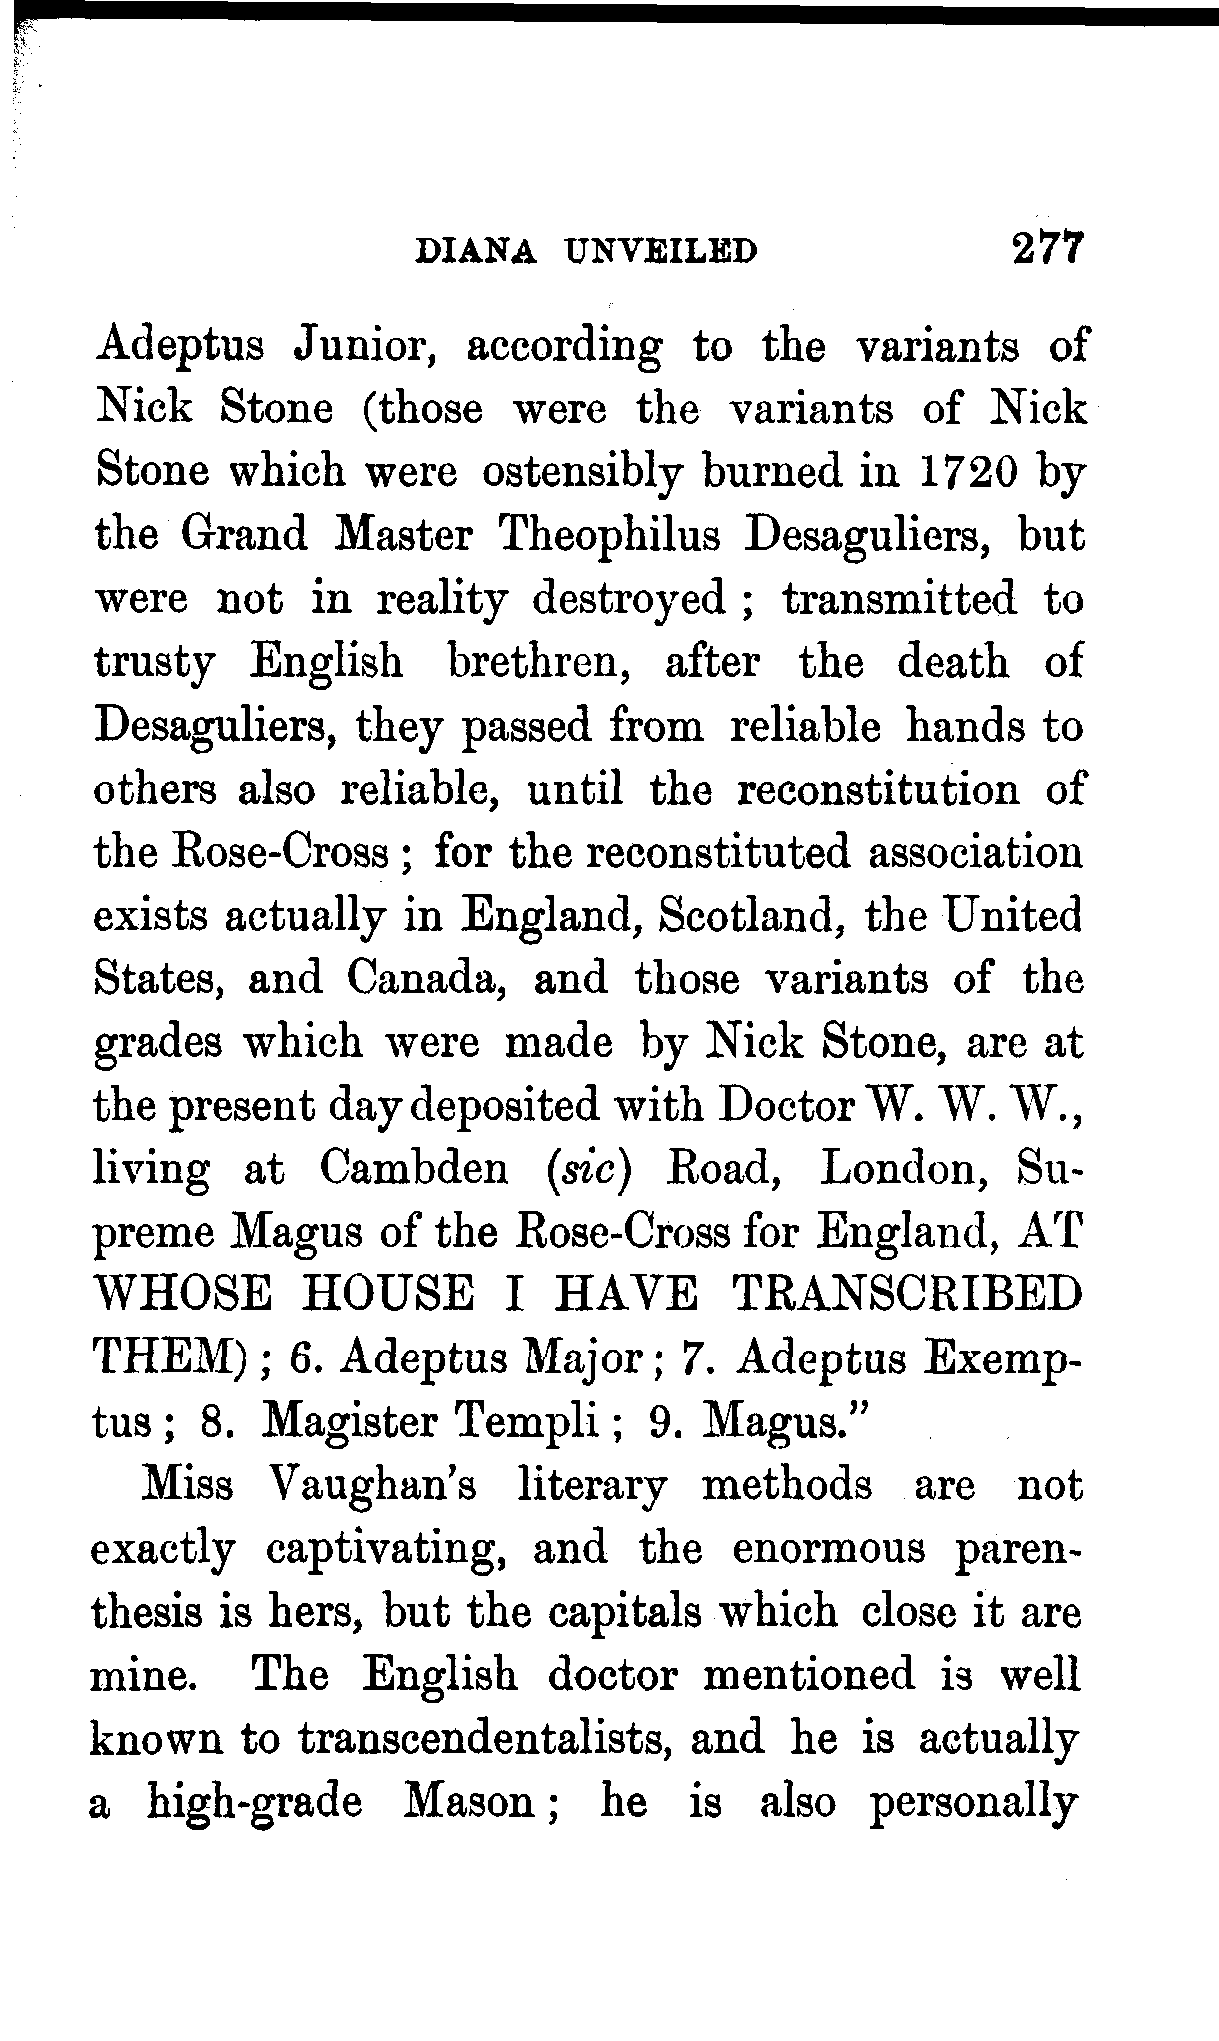 DIANA UNVEILED 277
Adeptus Junior, according to the variants of
Nick Stone (those were the variants of Nick
Stone which were ostensibly burned in 1720 by
the Grand Master Theophilus Desaguliers, but
were not in reality destroyed ; transmitted to
trusty English brethren, after the death of
Desaguliers, they passed from reliable hands to
others also reliable, until the reconstitution of
the Rose-Cross ; for the reconstituted association
exists actually in England, Scotland, the United
States, and Canada, and those variants of the
grades which were made by Nick Stone, are at
the present day deposited with Doctor W. W. W.,
living at Cambden (sic) Road, London, Su-
preme Magus of the Rose-Cross for England, AT
WHOSE HOUSE I HAVE TRANSCRIBED
THEM) ; 6. Adeptus Major ; 7. Adeptus Exemp-
tus ; 8. Magister Templi ; 9. Magus."
Miss Vaughan's literary methods are not
exactly captivating, and the enormous paren-
thesis is hers, but the capitals which close it are
mine. The English doctor mentioned is well
known to transcendentalists, and he is actually
a high-grade Mason ; he is also personally